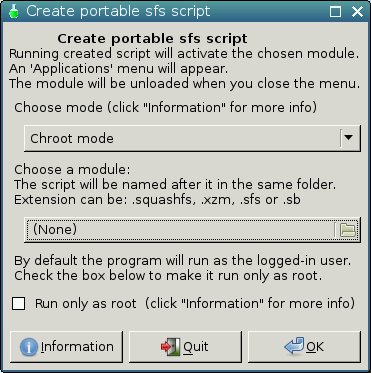 Create portable sfs script
Create portable sfs script
Running created script will activate the chosen module.
An 'Applications' menu will appear.
The module will be unloaded when you close the menu.
Choose mode (click "Information" for more info)
Chroot mode
Choose a module:
The script will be named after it in the same folder.
Extension can be: .squashfs, .xzm, .sfs or .sb
(None)
By default the program will run as the logged-in user.
Check the box below to make it run only as root.
Run only as root  (click "Information" for more info)
Information
Quit
OK